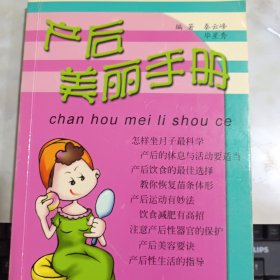 编著 秦云峰
毕星秀
产后
美丽手册
chan hou mei li shou ce
怎样坐月子最科学
产后的休息与活动要适当
产后饮食的最佳选择
教你恢复苗条体形
产后运动有妙法
饮食减肥有高招
注意产后性器官的保护
产后美容要诀
产后性生活的指导